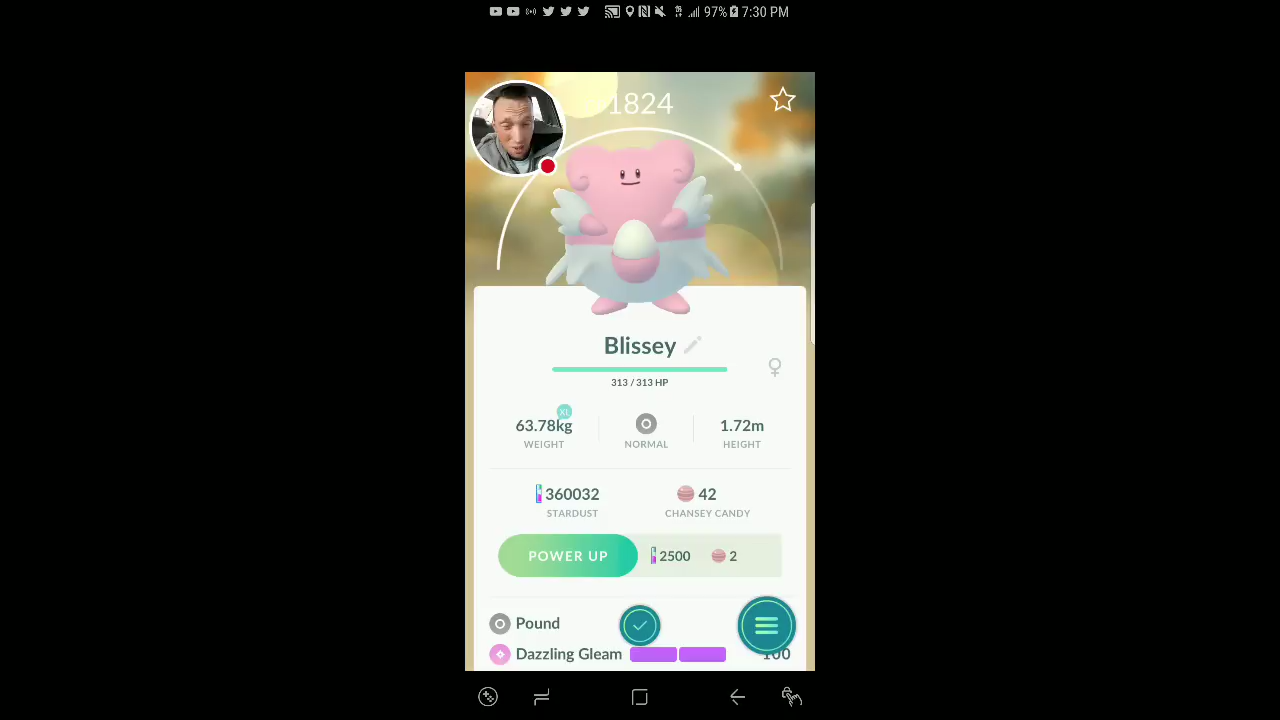 97% 7:30 PM
1824
Blissey
313 / 313 HP
XL
63.78kg
WEIGHT
NORMAL
1.72m
HEIGHT
360032
STARDUST
42
CHANSEY CANDY
POWER UP
2500
2
Pound
Dazzling Gleam
100